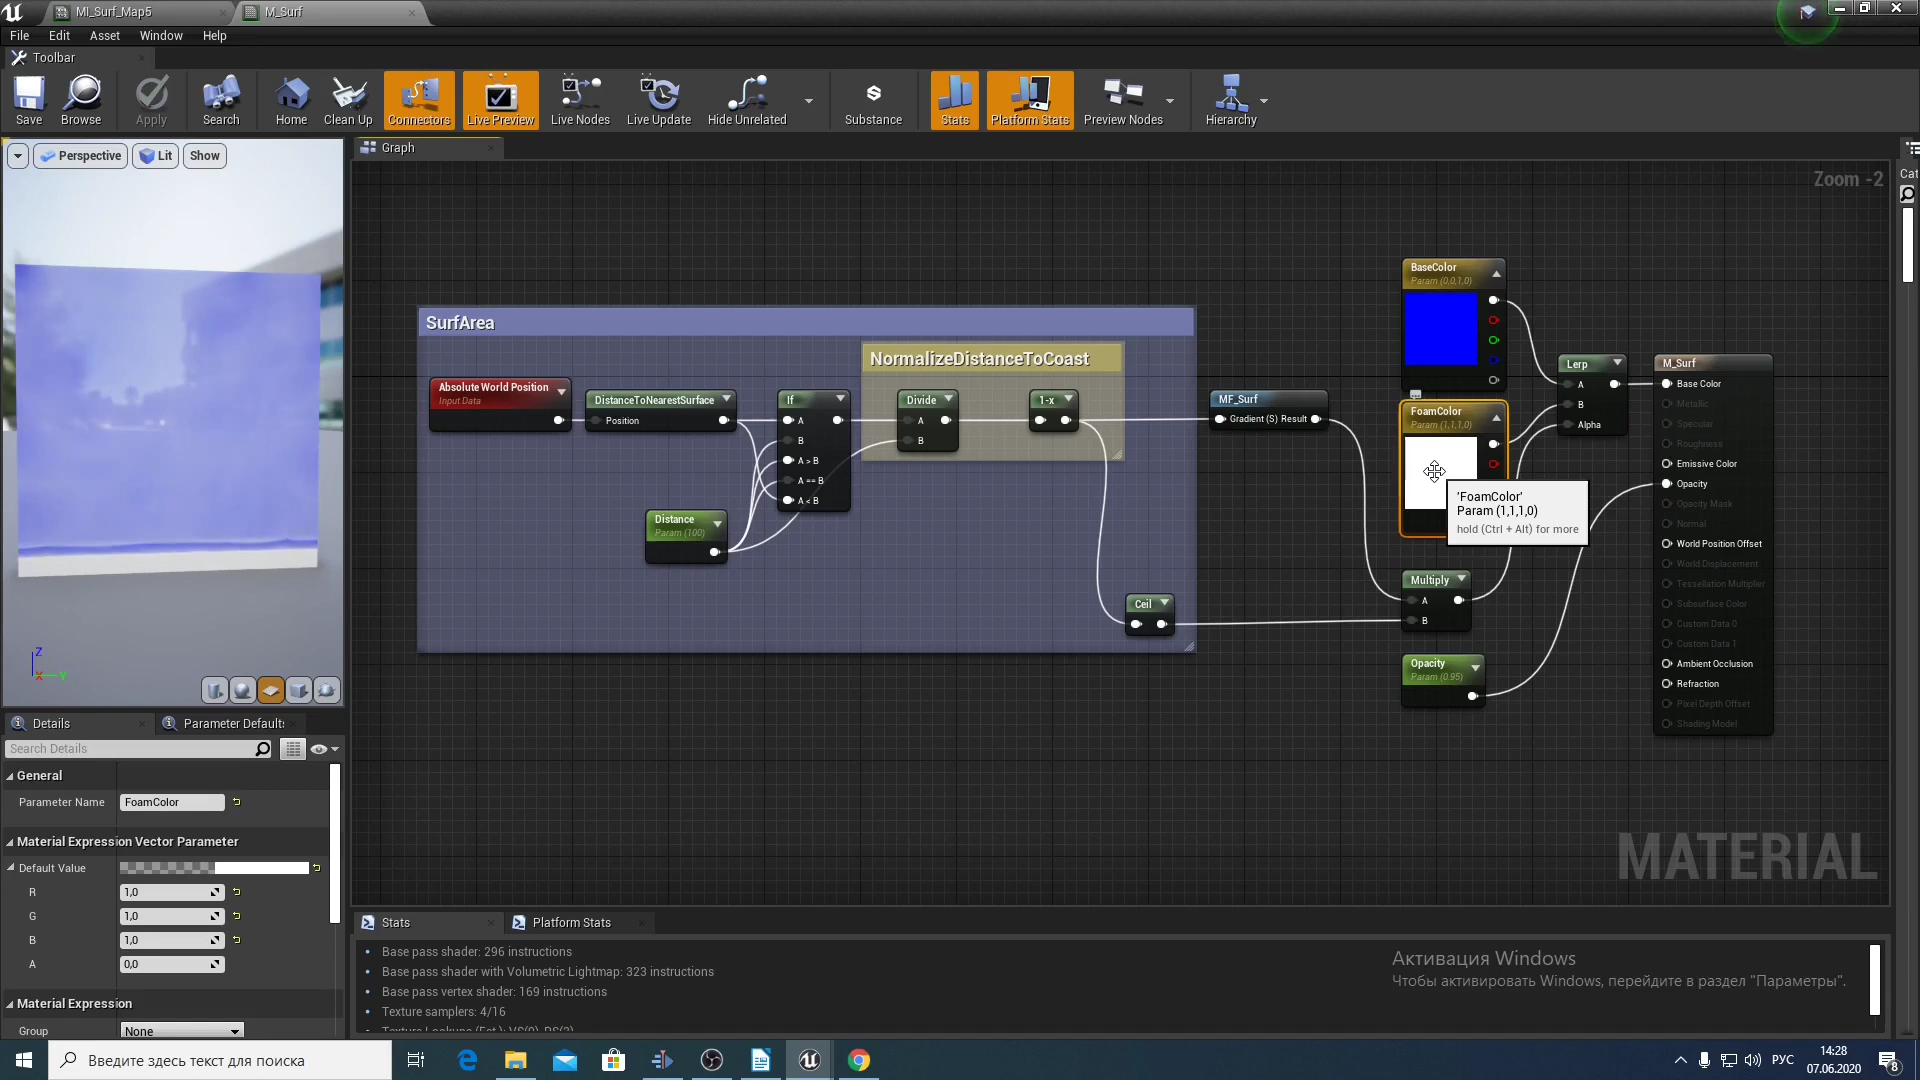 MI_Surf_Map5
M_Surf
File Edit Asset Window Help
Toolbar
Save Browse Apply Search Home Clean Up Connectors Live Preview Live Nodes Live Update Hide Unrelated Substance Stats Platform Stats Preview Nodes Hierarchy
Perspective Lit Show
Graph
Zoom -2
Cat
SurfArea
NormalizeDistanceToCoast
Absolute World Position
Input Data
DistanceToNearestSurface
Position
If
A
B
A > B
A == B
A < B
Distance
Param (100)
Divide
A
B
1-x
Ceil
MF_Surf
Gradient (S) Result
BaseColor
Param (0,0,1,0)
FoamColor
Param (1,1,1,0)
'FoamColor'
Param (1,1,1,0)
hold (Ctrl + Alt) for more
Multiply
A
B
Opacity
Param (0.95)
Lerp
A
B
Alpha
M_Surf
Base Color
Metallic
Specular
Roughness
Emissive Color
Opacity
Opacity Mask
Normal
World Position Offset
World Displacement
Tessellation Multiplier
Subsurface Color
Custom Data 0
Custom Data 1
Ambient Occlusion
Refraction
Pixel Depth Offset
Shading Model
MATERIAL
Z
X
Y
Details
Search Details
General
Parameter Name FoamColor
Material Expression Vector Parameter
Default Value
R 1,0
G 1,0
B 1,0
A 0,0
Material Expression
Group None
Stats Platform Stats
Base pass shader: 296 instructions
Base pass shader with Volumetric Lightmap: 323 instructions
Base pass vertex shader: 169 instructions
Texture samplers: 4/16
Активация Windows
Чтобы активировать Windows, перейдите в раздел "Параметры".
Введите здесь текст для поиска
РУС
14:28
07.06.2020
8